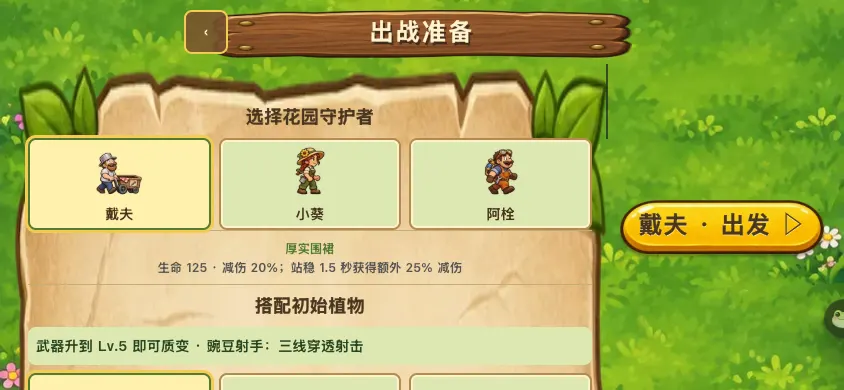 出战准备
选择花园守护者
戴夫
小葵
阿栓
厚实围裙
生命 125 · 减伤 20%；站稳 1.5 秒获得额外 25% 减伤
戴夫 · 出发 ▷
搭配初始植物
武器升到 Lv.5 即可质变 · 豌豆射手：三线穿透射击